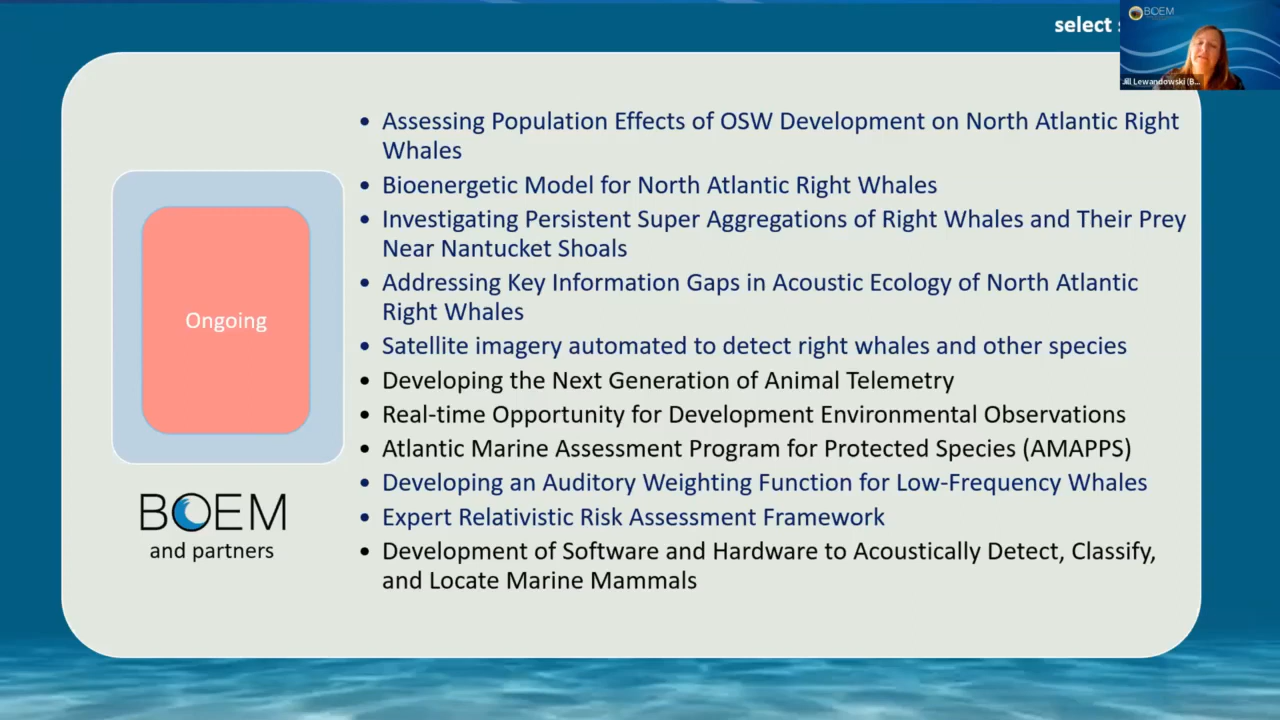 select
BOEM
Jill Lewandowski (B...
• Assessing Population Effects of OSW Development on North Atlantic Right
Whales
• Bioenergetic Model for North Atlantic Right Whales
• Investigating Persistent Super Aggregations of Right Whales and Their Prey
Near Nantucket Shoals
• Addressing Key Information Gaps in Acoustic Ecology of North Atlantic
Right Whales
• Satellite imagery automated to detect right whales and other species
• Developing the Next Generation of Animal Telemetry
• Real-time Opportunity for Development Environmental Observations
• Atlantic Marine Assessment Program for Protected Species (AMAPPS)
• Developing an Auditory Weighting Function for Low-Frequency Whales
• Expert Relativistic Risk Assessment Framework
• Development of Software and Hardware to Acoustically Detect, Classify,
and Locate Marine Mammals
Ongoing
BOEM
and partners